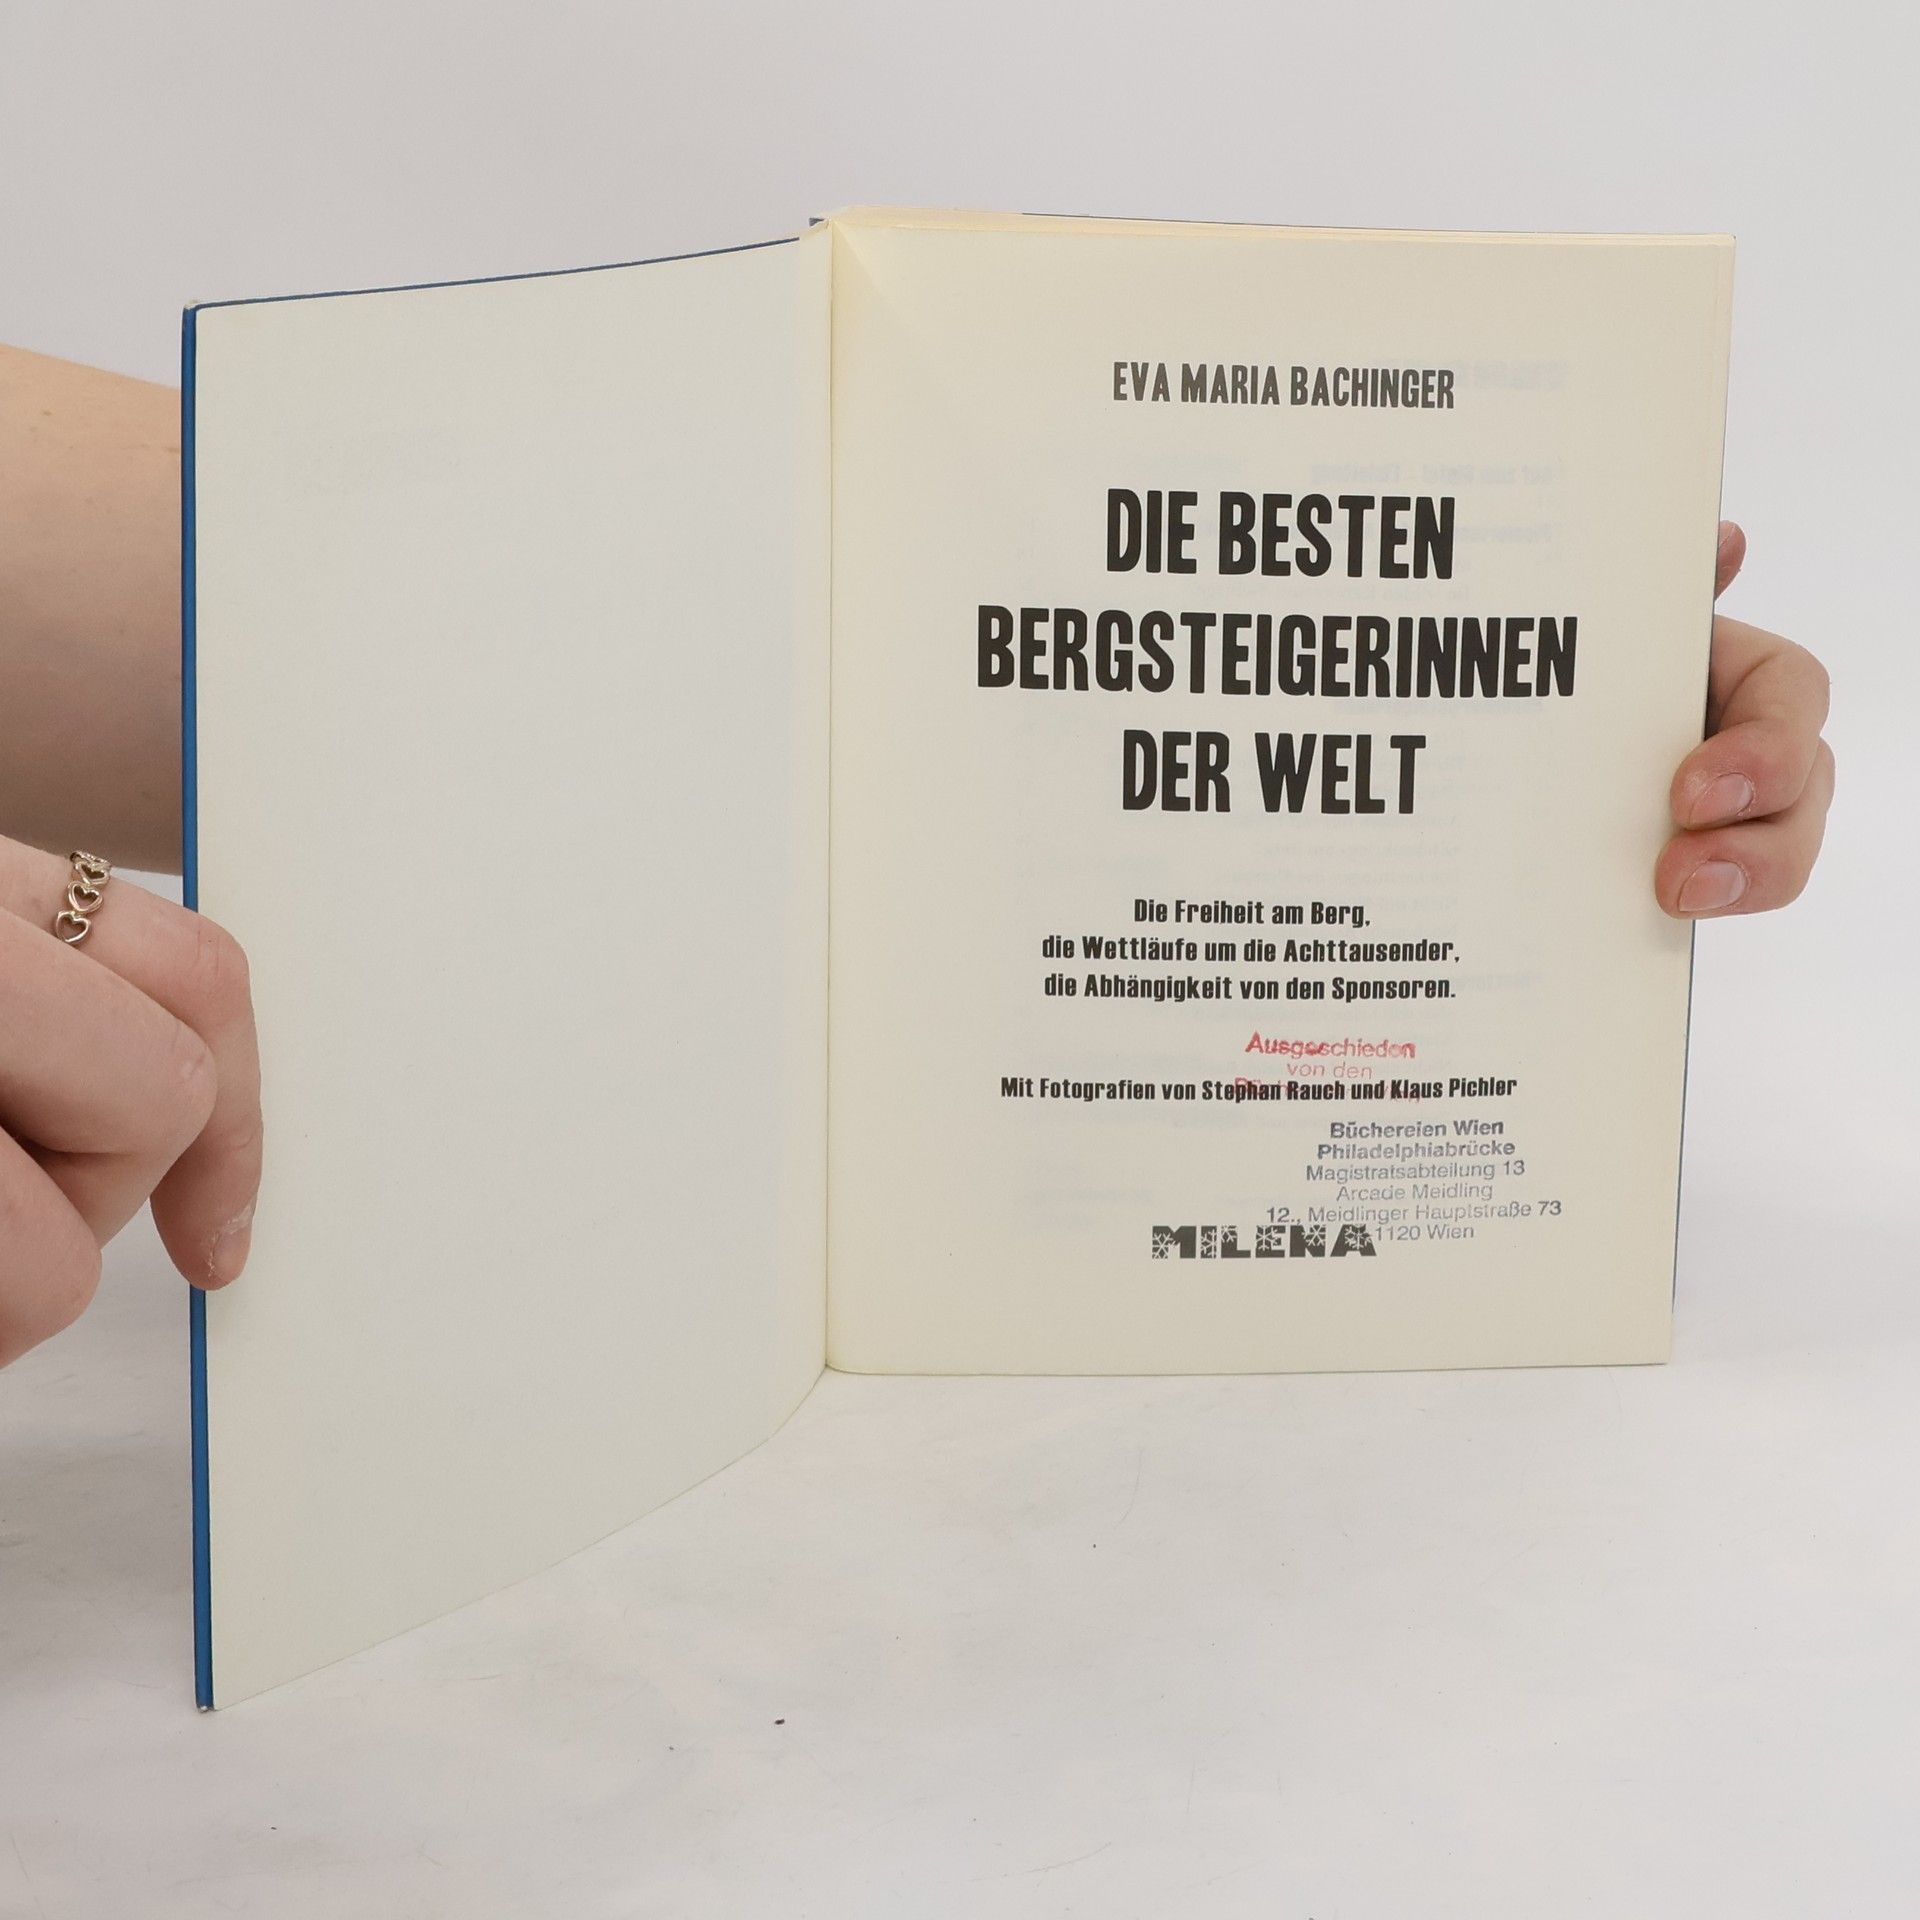 EVA MARIA BACHINGER
DIE BESTEN
BERGSTEIGERINNEN
DER WELT
Die Freiheit am Berg,
die Wettläufe um die Achttausender,
die Abhängigkeit von den Sponsoren.
Ausgeschieden
von den
Mit Fotografien von Stephan Rauch und Klaus Pichler
Büchereien Wien
Philadelphiabrücke
Magistratsabteilung 13
Arcade Meidling
12., Meidlinger Hauptstraße 73
1120 Wien
MILENA